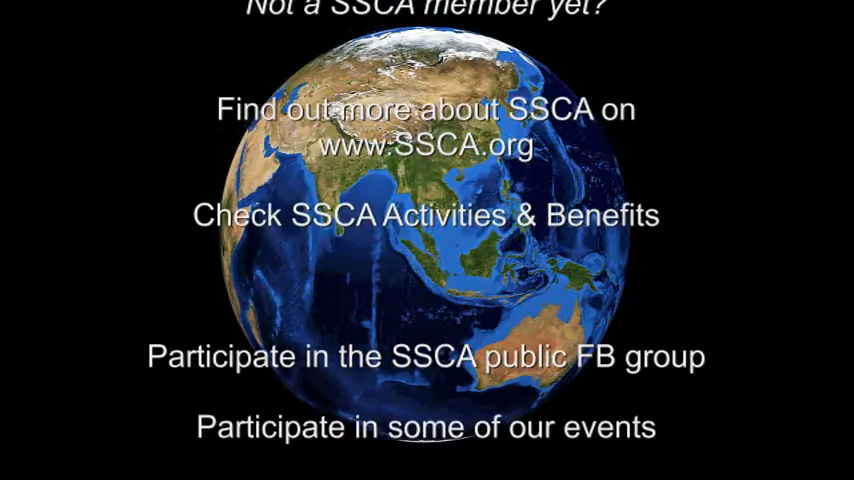 Not a SSCA member yet?
Find out more about SSCA on
www.SSCA.org
Check SSCA Activities & Benefits
Participate in the SSCA public FB group
Participate in some of our events